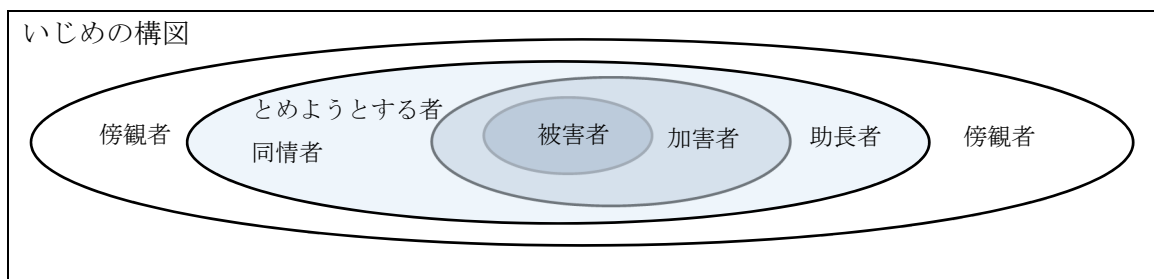 いじめの構図
とめようとする者
同情者
傍観者
被害者
加害者
助長者
傍観者